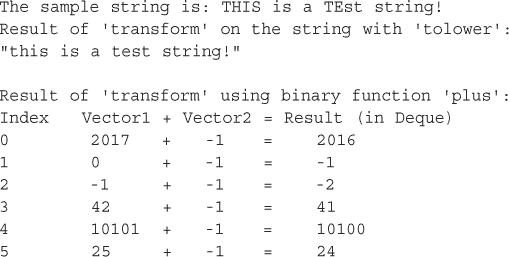 The sample string is: THIS is a TEst string!
Result of 'transform' on the string with 'tolower':
"this is a test string!"

Result of 'transform' using binary function 'plus':
Index   Vector1 + Vector2 = Result (in Deque)
0        2017   +   -1    =    2016
1        0      +   -1    =    -1
2        -1     +   -1    =    -2
3        42     +   -1    =    41
4        10101  +   -1    =    10100
5        25     +   -1    =    24